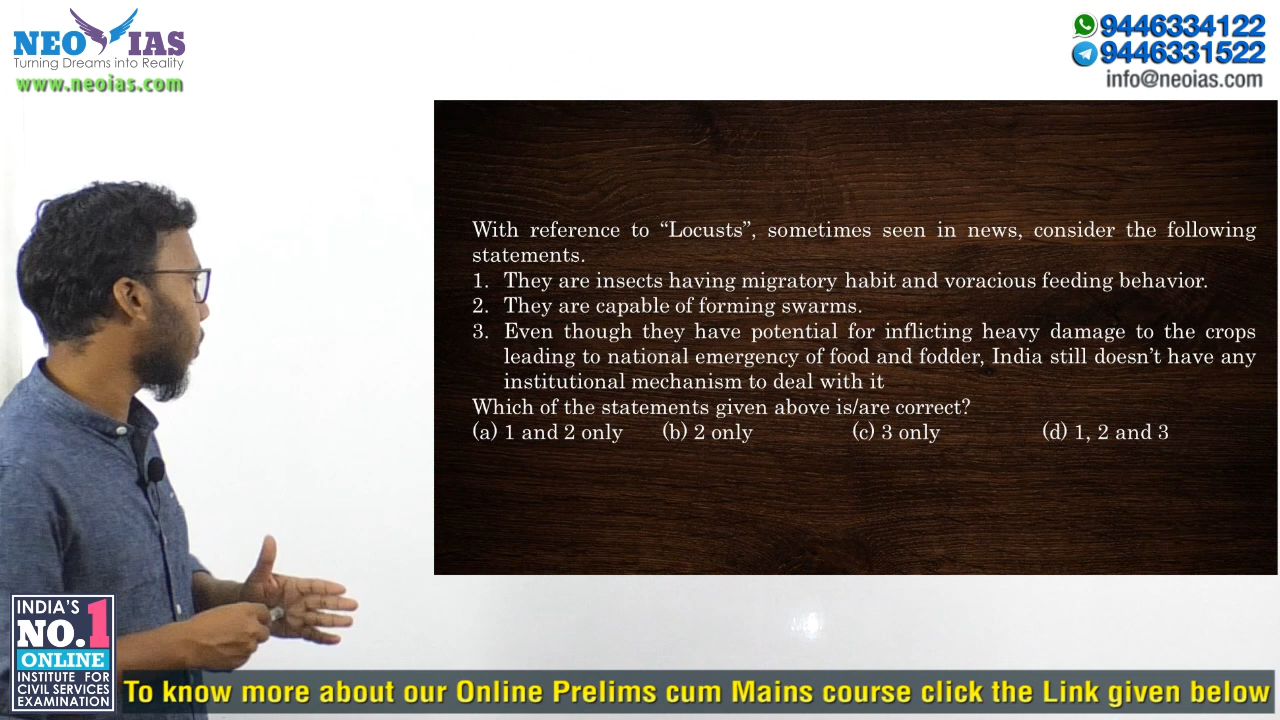 NEO IAS
Turning Dreams into Reality
www.neoias.com
9446334122
9446331522
info@neoias.com
With reference to “Locusts”, sometimes seen in news, consider the following
statements.
1. They are insects having migratory habit and voracious feeding behavior.
2. They are capable of forming swarms.
3. Even though they have potential for inflicting heavy damage to the crops
leading to national emergency of food and fodder, India still doesn’t have any
institutional mechanism to deal with it
Which of the statements given above is/are correct?
(a) 1 and 2 only (b) 2 only (c) 3 only (d) 1, 2 and 3
INDIA'S
NO.1
ONLINE
INSTITUTE FOR
CIVIL SERVICES
EXAMINATION
To know more about our Online Prelims cum Mains course click the Link given below